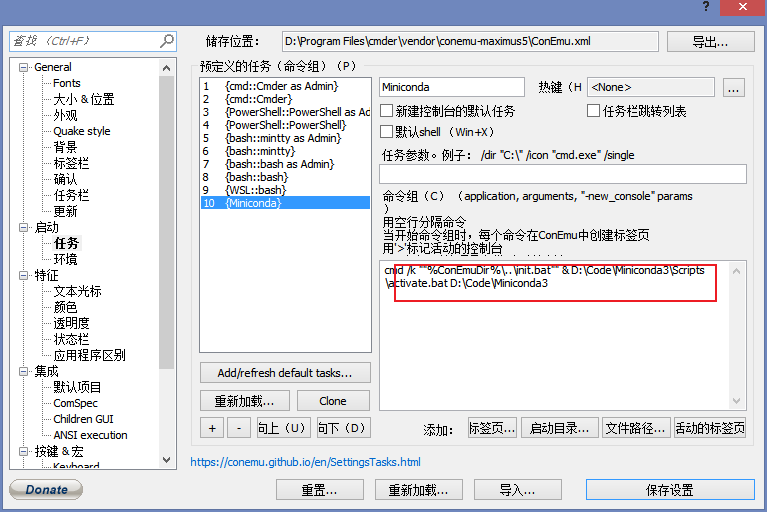 ?
查找 (Ctrl+F)
储存位置：
D:\Program Files\cmder\vendor\conemu-maximus5\ConEmu.xml
导出...
General
Fonts
大小 & 位置
外观
Quake style
背景
标签栏
确认
任务栏
更新
启动
任务
环境
特征
文本光标
颜色
透明度
状态栏
应用程序区别
集成
默认项目
ComSpec
Children GUI
ANSI execution
按键 & 宏
Keyboard
预定义的任务（命令组）（P）
1 {cmd::Cmder as Admin}
2 {cmd::Cmder}
3 {PowerShell::PowerShell as Ad
4 {PowerShell::PowerShell}
5 {bash::mintty as Admin}
6 {bash::mintty}
7 {bash::bash as Admin}
8 {bash::bash}
9 {WSL::bash}
10 {Miniconda}
Add/refresh default tasks...
重新加载...
Clone
+
-
向上（U）
向下（D）
Miniconda
热键（H
<None>
...
新建控制台的默认任务
任务栏跳转列表
默认shell （Win+X）
任务参数。例子： /dir "C:\" /icon "cmd.exe" /single
命令组（C）（application, arguments, "-new_console" params
）
用空行分隔命令
当开始命令组时，每个命令在ConEmu中创建标签页
用'>'标记活动的控制台
cmd /k ""%ConEmuDir%\..\init.bat"" & D:\Code\Miniconda3\Scripts
\activate.bat D:\Code\Miniconda3
添加：
标签页...
启动目录...
文件路径...
活动的标签页
https://conemu.github.io/en/SettingsTasks.html
Donate
重置...
重新加载...
导入...
保存设置